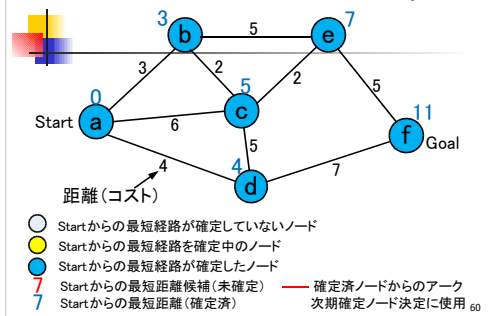 3
7
b
5
e
3
2
5
2
5
0
Start
a
6
c
11
f
Goal
5
4
4
d
7
距離(コスト)
Startからの最短経路が確定していないノード
Startからの最短経路を確定中のノード
Startからの最短経路が確定したノード
7 Startからの最短距離候補(未確定) 確定済ノードからのアーク
7 Startからの最短距離(確定済) 次期確定ノード決定に使用 60